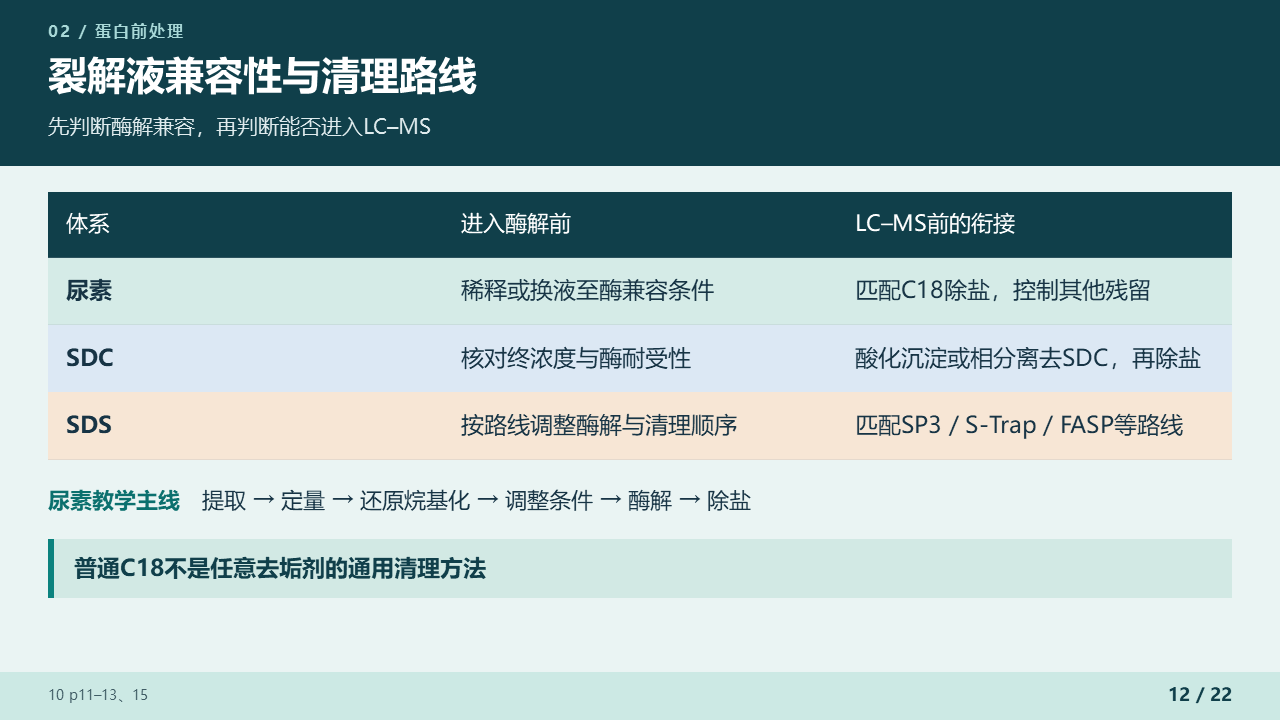 02 / 蛋白前处理
裂解液兼容性与清理路线
先判断酶解兼容，再判断能否进入LC–MS
体系 进入酶解前 LC–MS前的衔接
尿素 稀释或换液至酶兼容条件 匹配C18除盐，控制其他残留
SDC 核对终浓度与酶耐受性 酸化沉淀或相分离去SDC，再除盐
SDS 按路线调整酶解与清理顺序 匹配SP3 / S-Trap / FASP等路线
尿素教学主线 提取 → 定量 → 还原烷基化 → 调整条件 → 酶解 → 除盐
普通C18不是任意去垢剂的通用清理方法
10 p11–13、15
12 / 22